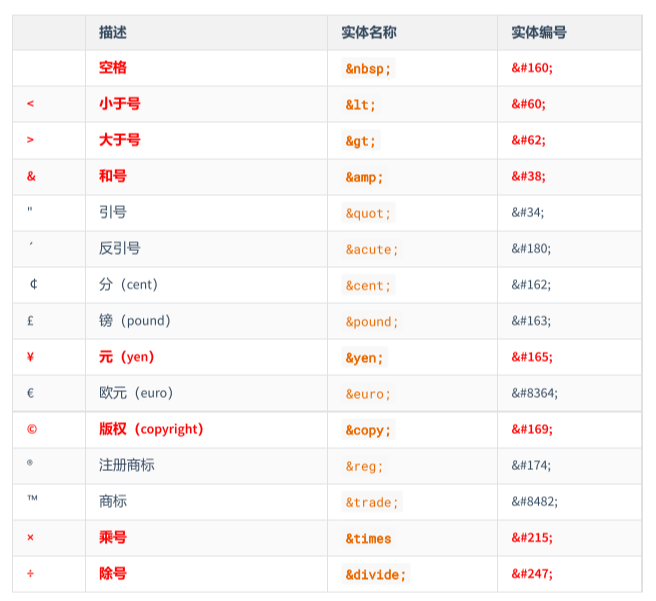 描述 实体名称 实体编号
空格 &nbsp; &#160;
< 小于号 &lt; &#60;
> 大于号 &gt; &#62;
& 和号 &amp; &#38;
" 引号 &quot; &#34;
´ 反引号 &acute; &#180;
¢ 分（cent） &cent; &#162;
£ 镑（pound） &pound; &#163;
¥ 元（yen） &yen; &#165;
€ 欧元（euro） &euro; &#8364;
© 版权（copyright） &copy; &#169;
® 注册商标 &reg; &#174;
™ 商标 &trade; &#8482;
× 乘号 &times &#215;
÷ 除号 &divide; &#247;